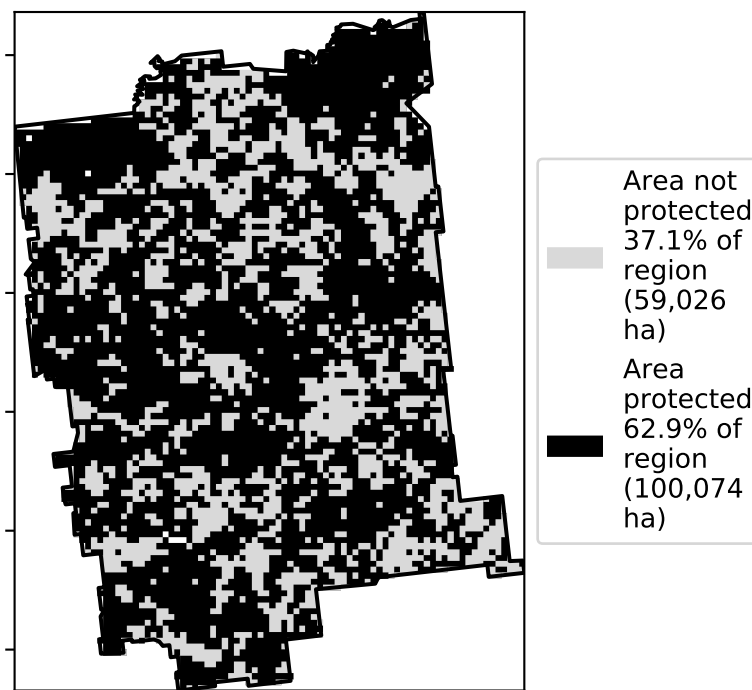 Area not
protected
37.1% of
region
(59,026
ha)
Area
protected
62.9% of
region
(100,074
ha)